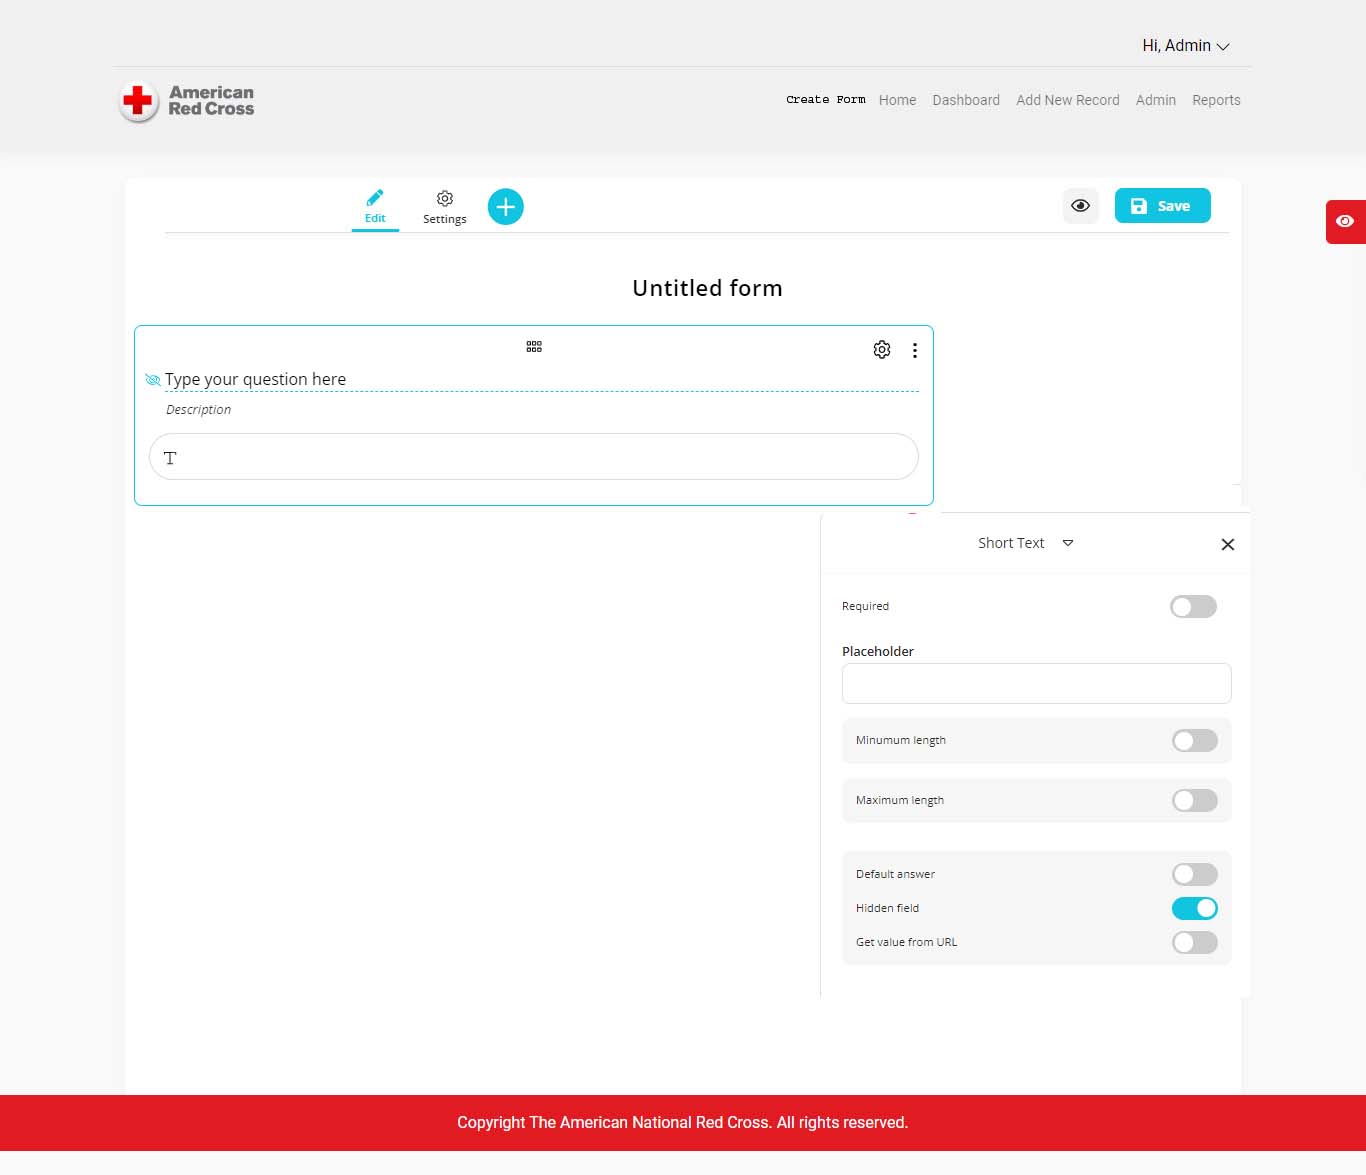 Hi, Admin
American
Red Cross
Create Form Home Dashboard Add New Record Admin Reports
Edit
Settings
Save
Untitled form
Type your question here
Description
T
Short Text
Required
Placeholder
Minumum length
Maximum length
Default answer
Hidden field
Get value from URL
Copyright The American National Red Cross. All rights reserved.